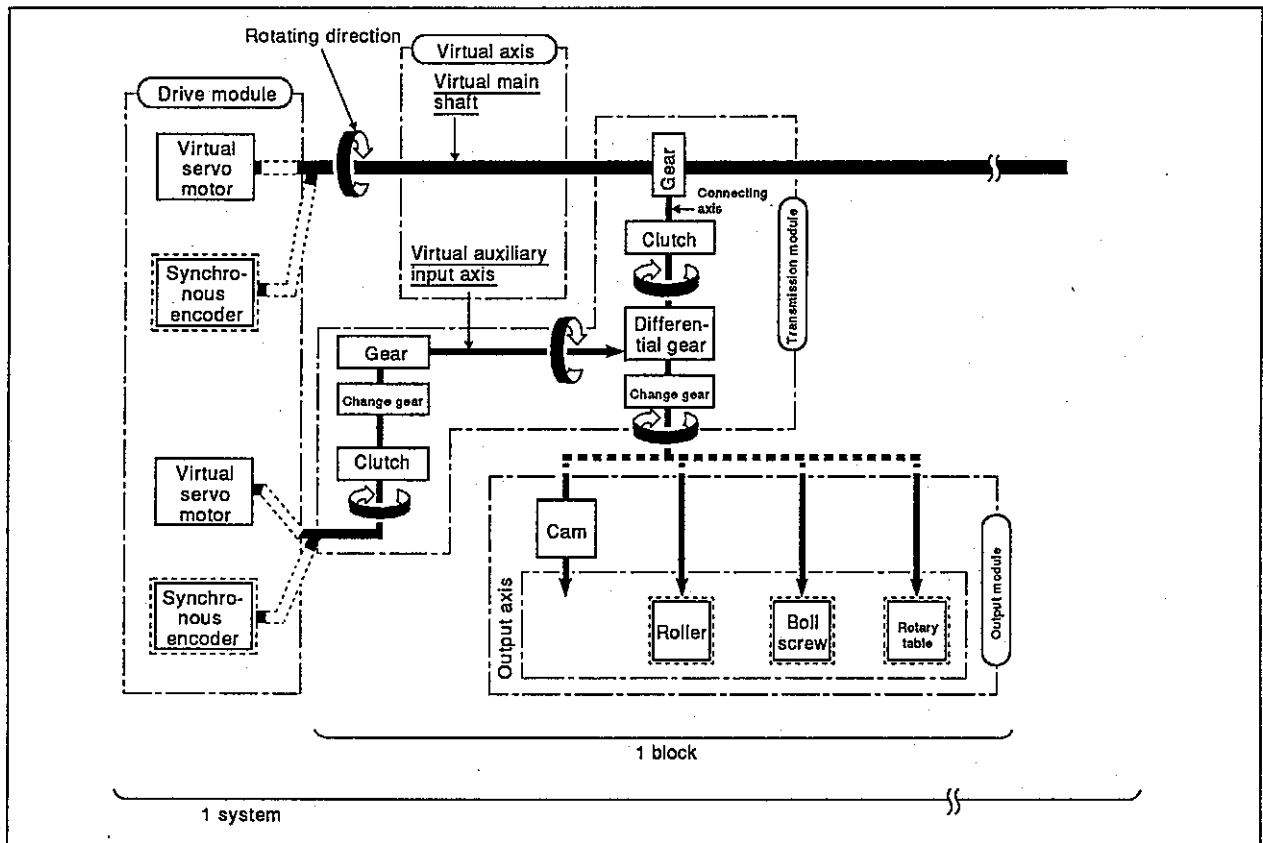 Rotating direction
Virtual axis
Virtual main
shaft
Drive module
Virtual
servo
motor
Gear
Connecting
axis
Clutch
Transmission module
Synchro-
nous
encoder
Virtual auxiliary
input axis
Differen-
tial gear
Gear
Change gear
Change gear
Clutch
Virtual
servo
motor
Cam
Synchro-
nous
encoder
Output axis
Roller
Boll
screw
Rotary
table
Output module
1 block
1 system